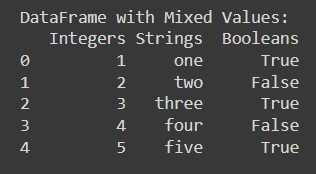 DataFrame with Mixed Values:
Integers Strings Booleans
0 1 one True
1 2 two False
2 3 three True
3 4 four False
4 5 five True